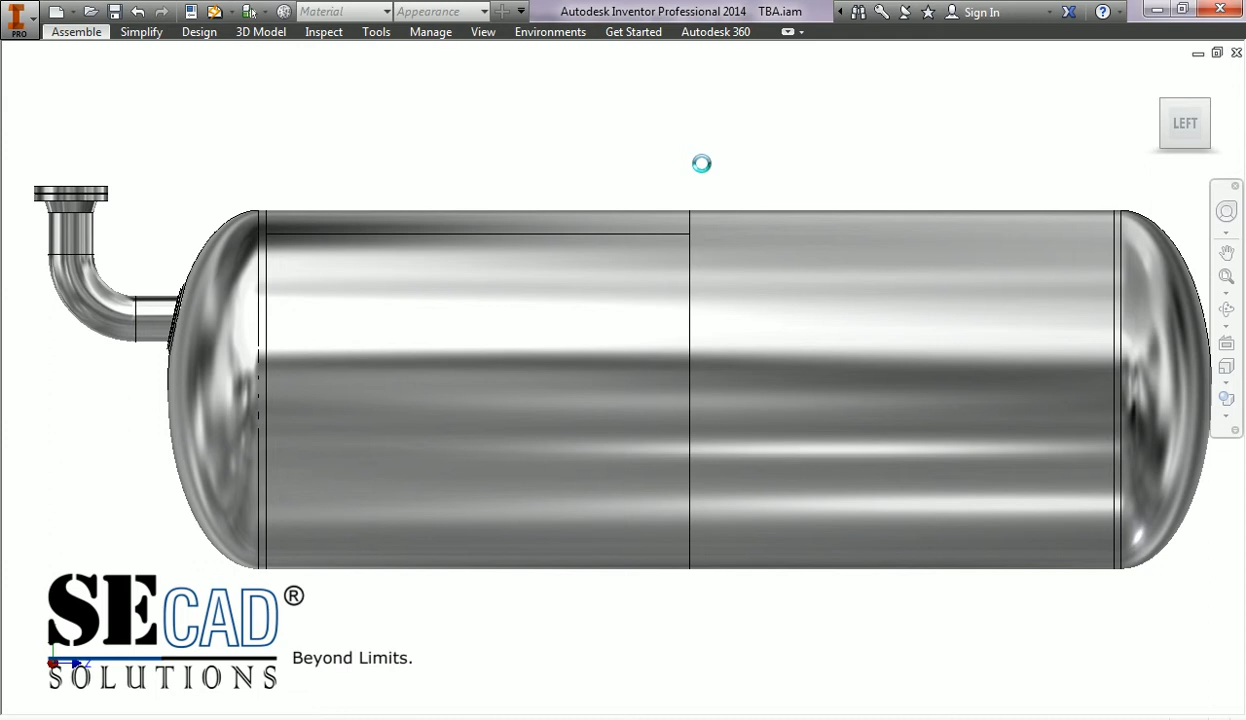 PRO
Material
Appearance
Autodesk Inventor Professional 2014 TBA.iam
Sign In
Assemble Simplify Design 3D Model Inspect Tools Manage View Environments Get Started Autodesk 360
LEFT
SECAD®
SOLUTIONS
Beyond Limits.
Z